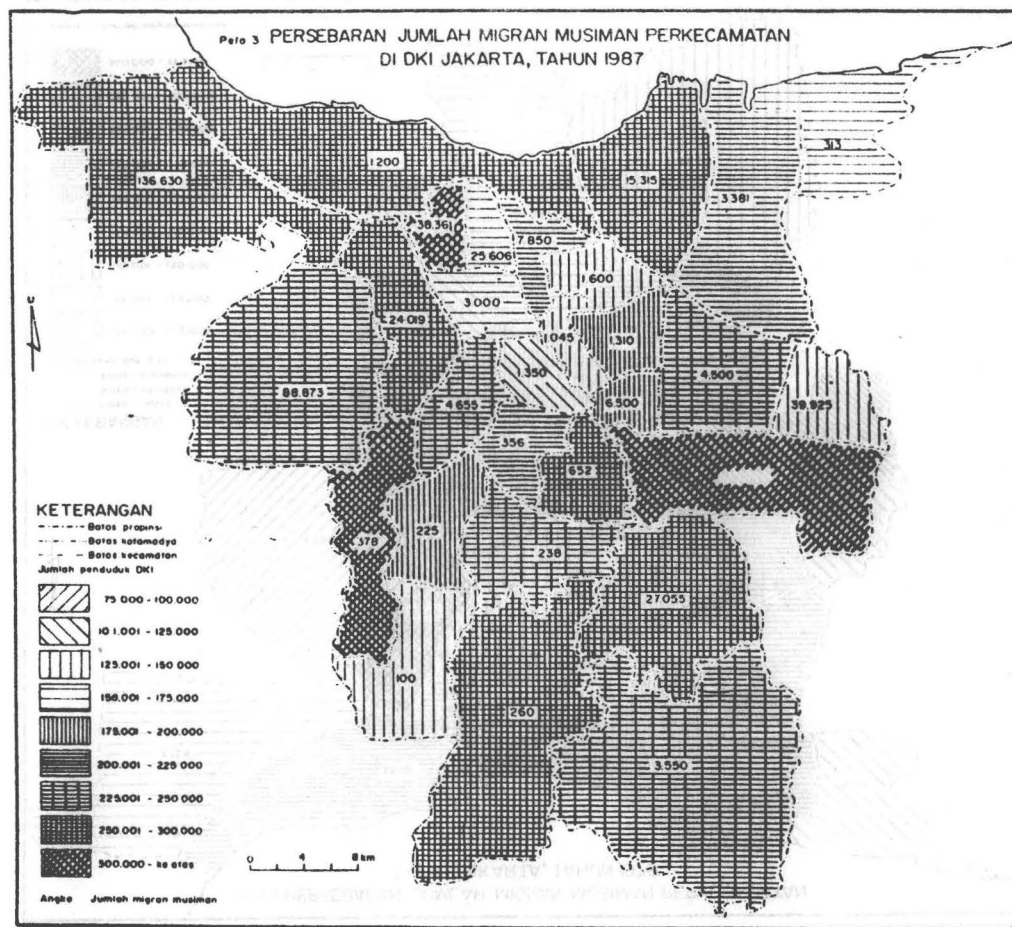 Peta 3 PERSEBARAN JUMLAH MIGRAN MUSIMAN PERKECAMATAN
DI DKI JAKARTA, TAHUN 1987
313
1.200
136.630
15.315
3.381
38.361
7.850
25.606
1.600
3.000
24.019
1.045
1.310
1.350
4.500
88.873
4.655
6.500
39.925
356
652
225
378
238
27.055
100
260
3.550
U
KETERANGAN
Batas propinsi
Batas kotamadya
Batas kecamatan
Jumlah penduduk DKI
75.000 - 100.000
101.001 - 125.000
125.001 - 150.000
150.001 - 175.000
175.001 - 200.000
200.001 - 225.000
225.001 - 250.000
250.001 - 300.000
300.000 - ke atas
Angka Jumlah migran musiman
0 4 8 km